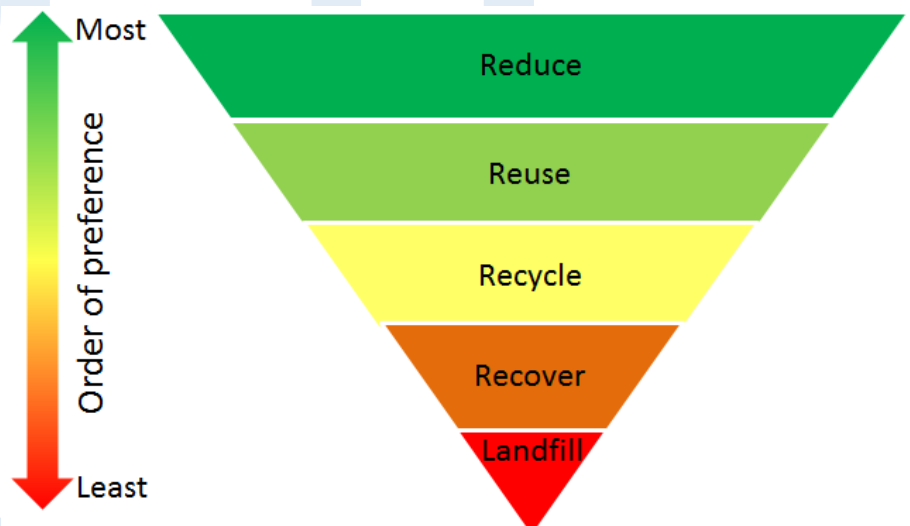 Most
Order of preference
Least
Reduce
Reuse
Recycle
Recover
Landfill